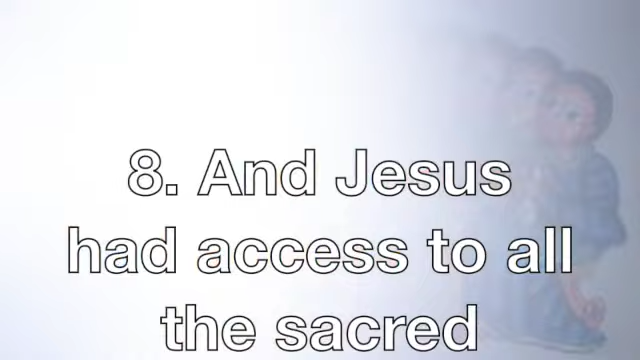 8. And Jesus
had access to all
the sacred